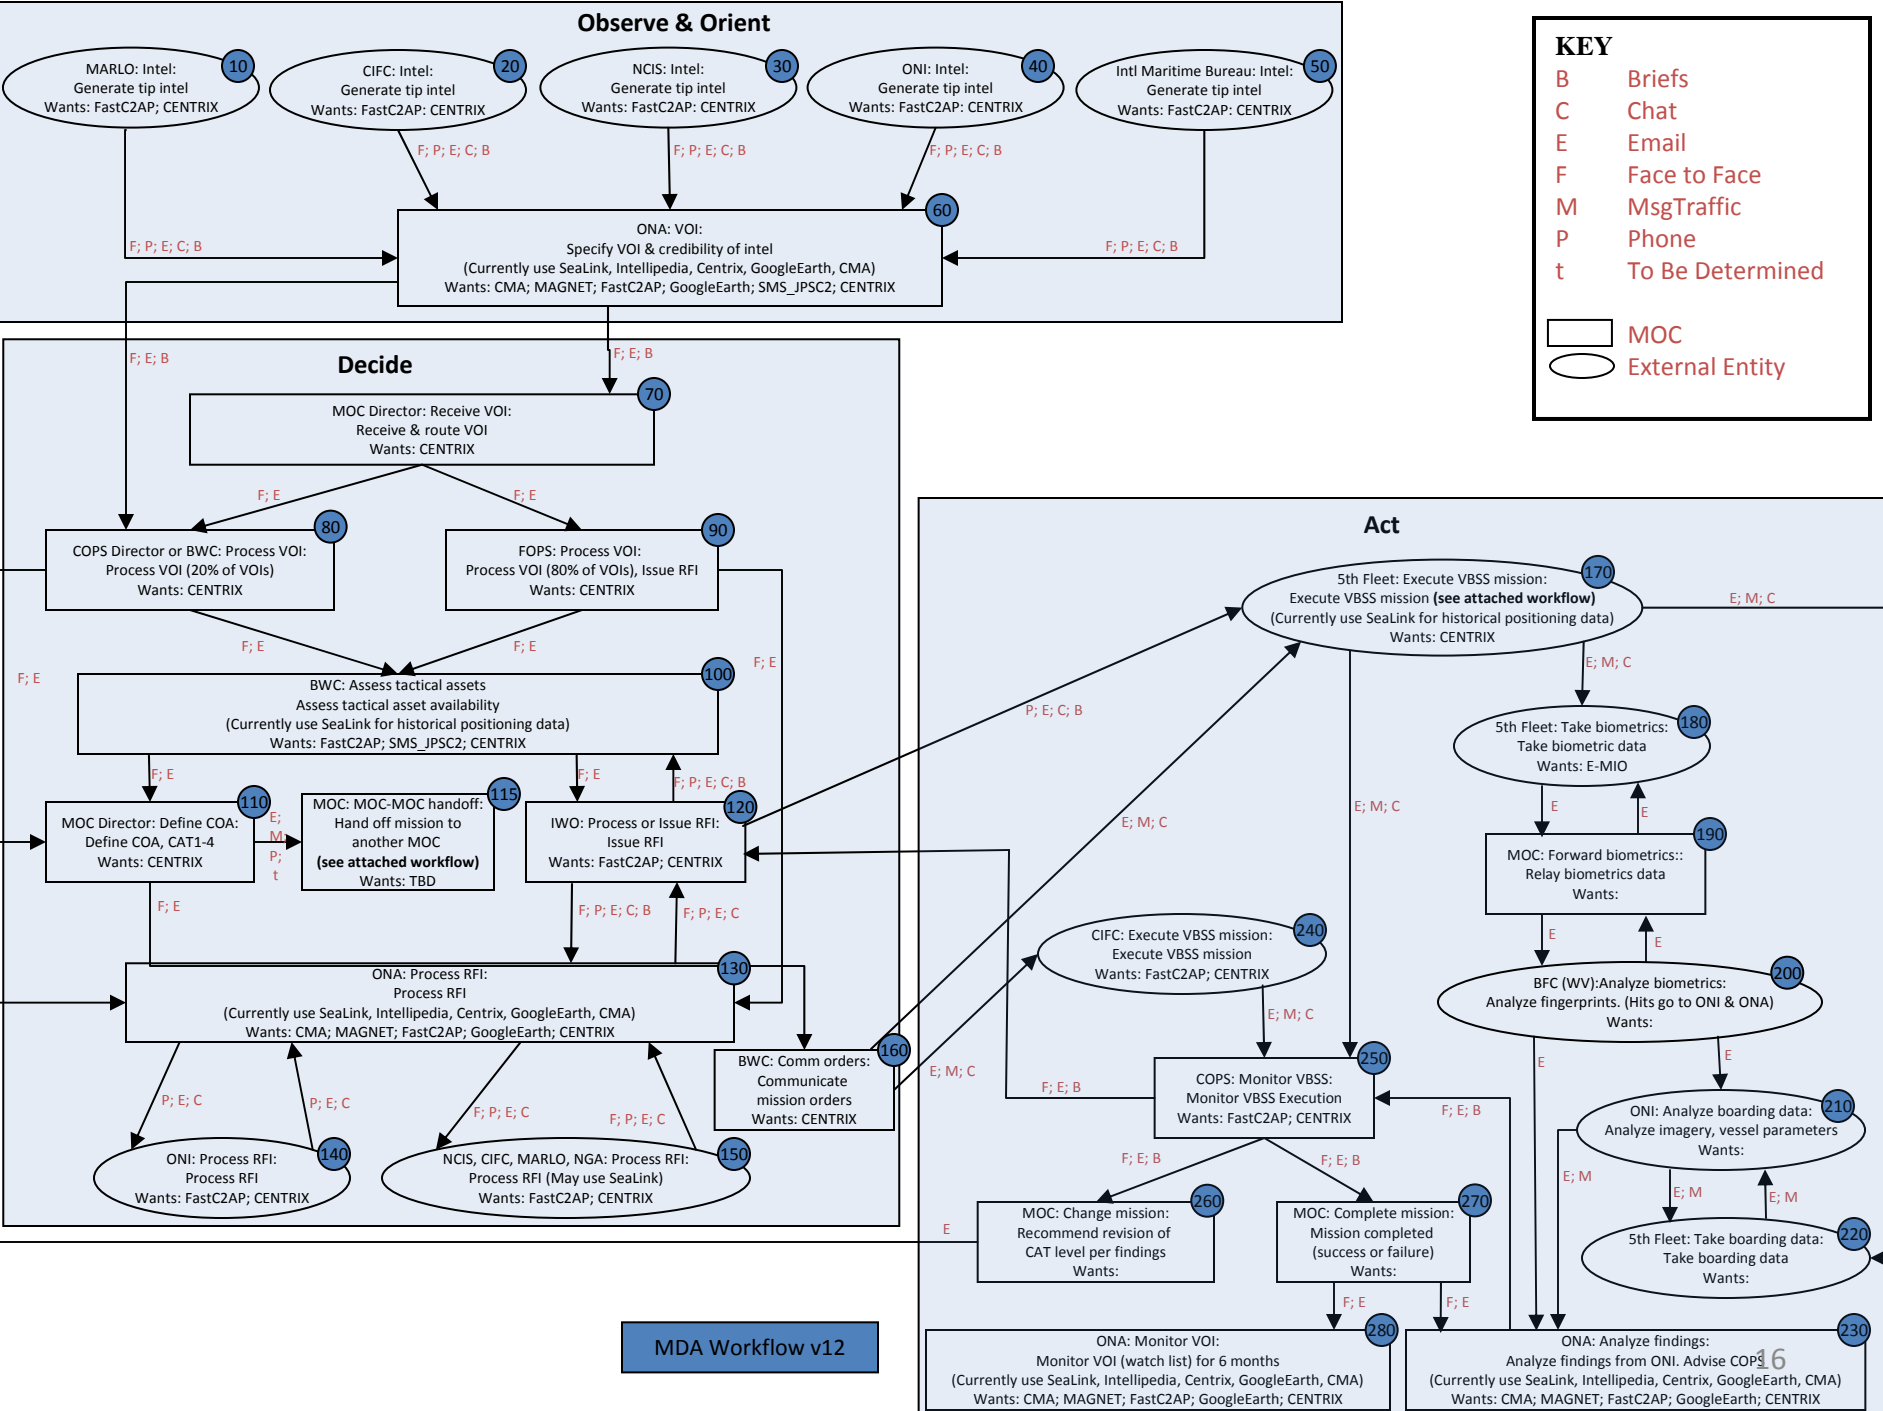 Observe & Orient
MARLO: Intel:
Generate tip intel
Wants: FastC2AP; CENTRIX
10
CIFC: Intel:
Generate tip intel
Wants: FastC2AP: CENTRIX
20
NCIS: Intel:
Generate tip intel
Wants: FastC2AP: CENTRIX
30
ONI: Intel:
Generate tip intel
Wants: FastC2AP: CENTRIX
40
Intl Maritime Bureau: Intel:
Generate tip intel
Wants: FastC2AP: CENTRIX
50
F; P; E; C; B
F; P; E; C; B
F; P; E; C; B
F; P; E; C; B
F; P; E; C; B
60
ONA: VOI:
Specify VOI & credibility of intel
(Currently use SeaLink, Intellipedia, Centrix, GoogleEarth, CMA)
Wants: CMA; MAGNET; FastC2AP; GoogleEarth; SMS_JPSC2; CENTRIX
KEY
B Briefs
C Chat
E Email
F Face to Face
M MsgTraffic
P Phone
t To Be Determined
MOC
External Entity
Decide
F; E; B
F; E; B
70
MOC Director: Receive VOI:
Receive & route VOI
Wants: CENTRIX
F; E
F; E
80
COPS Director or BWC: Process VOI:
Process VOI (20% of VOIs)
Wants: CENTRIX
90
FOPS: Process VOI:
Process VOI (80% of VOIs), Issue RFI
Wants: CENTRIX
F; E
F; E
F; E
F; E
100
BWC: Assess tactical assets
Assess tactical asset availability
(Currently use SeaLink for historical positioning data)
Wants: FastC2AP; SMS_JPSC2; CENTRIX
F; E
F; E
F; P; E; C; B
110
MOC Director: Define COA:
Define COA, CAT1-4
Wants: CENTRIX
E;
M;
P;
t
115
MOC: MOC-MOC handoff:
Hand off mission to
another MOC
(see attached workflow)
Wants: TBD
120
IWO: Process or Issue RFI:
Issue RFI
Wants: FastC2AP; CENTRIX
F; E
F; P; E; C; B
F; P; E; C
130
ONA: Process RFI:
Process RFI
(Currently use SeaLink, Intellipedia, Centrix, GoogleEarth, CMA)
Wants: CMA; MAGNET; FastC2AP; GoogleEarth; CENTRIX
P; E; C
P; E; C
F; P; E; C
F; P; E; C
140
ONI: Process RFI:
Process RFI
Wants: FastC2AP; CENTRIX
150
NCIS, CIFC, MARLO, NGA: Process RFI:
Process RFI (May use SeaLink)
Wants: FastC2AP; CENTRIX
160
BWC: Comm orders:
Communicate
mission orders
Wants: CENTRIX
Act
170
5th Fleet: Execute VBSS mission:
Execute VBSS mission (see attached workflow)
(Currently use SeaLink for historical positioning data)
Wants: CENTRIX
E; M; C
E; M; C
P; E; C; B
E; M; C
E; M; C
E; M; C
180
5th Fleet: Take biometrics:
Take biometric data
Wants: E-MIO
E
E
190
MOC: Forward biometrics::
Relay biometrics data
Wants:
E
E
200
BFC (WV):Analyze biometrics:
Analyze fingerprints. (Hits go to ONI & ONA)
Wants:
E
E
240
CIFC: Execute VBSS mission:
Execute VBSS mission
Wants: FastC2AP; CENTRIX
E; M; C
250
COPS: Monitor VBSS:
Monitor VBSS Execution
Wants: FastC2AP; CENTRIX
F; E; B
F; E; B
F; E; B
F; E; B
210
ONI: Analyze boarding data:
Analyze imagery, vessel parameters
Wants:
E; M
E; M
E; M
220
5th Fleet: Take boarding data:
Take boarding data
Wants:
260
MOC: Change mission:
Recommend revision of
CAT level per findings
Wants:
E
270
MOC: Complete mission:
Mission completed
(success or failure)
Wants:
F; E
F; E
280
ONA: Monitor VOI:
Monitor VOI (watch list) for 6 months
(Currently use SeaLink, Intellipedia, Centrix, GoogleEarth, CMA)
Wants: CMA; MAGNET; FastC2AP; GoogleEarth; CENTRIX
230
ONA: Analyze findings:
Analyze findings from ONI. Advise COPS
(Currently use SeaLink, Intellipedia, Centrix, GoogleEarth, CMA)
Wants: CMA; MAGNET; FastC2AP; GoogleEarth; CENTRIX
16
MDA Workflow v12